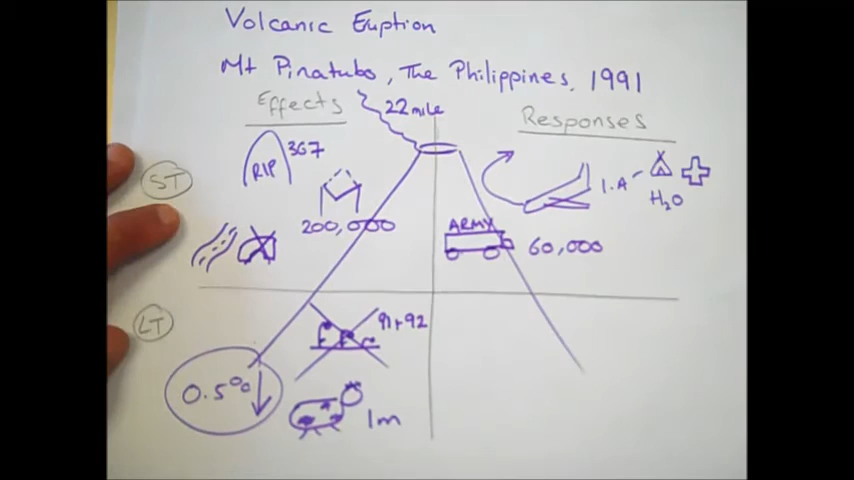 Volcanic Eruption
Mt Pinatubo, The Philippines, 1991
Effects
22 mile
Responses
RIP 367
ST
I.A
H2O
200,000
ARMY
60,000
LT
91+92
0.5°c
1m